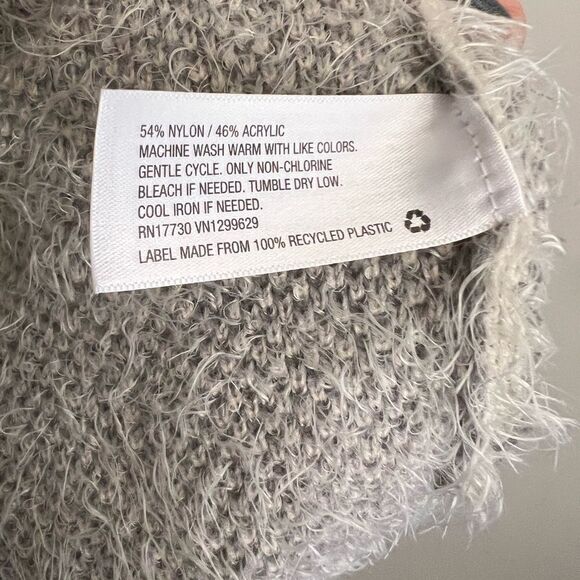 54% NYLON / 46% ACRYLIC
MACHINE WASH WARM WITH LIKE COLORS.
GENTLE CYCLE. ONLY NON-CHLORINE
BLEACH IF NEEDED. TUMBLE DRY LOW.
COOL IRON IF NEEDED.
RN17730 VN1299629
LABEL MADE FROM 100% RECYCLED PLASTIC